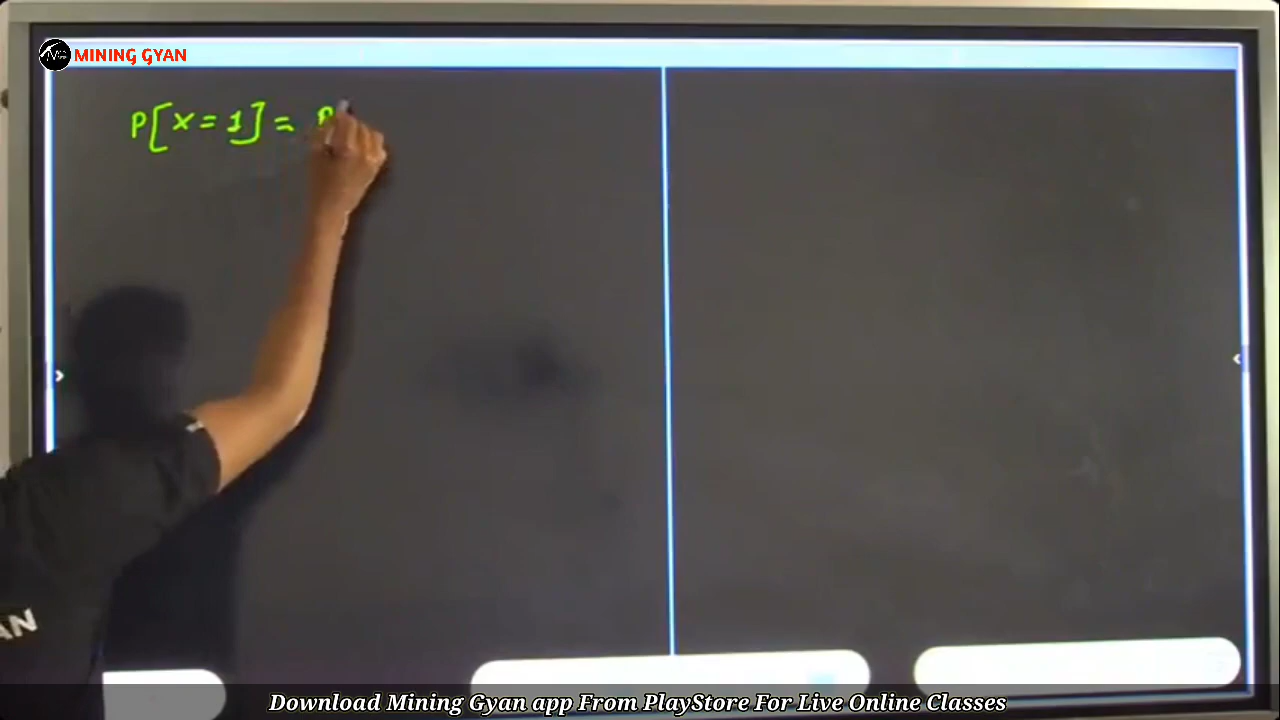 MINING GYAN
P[x=1]= P
AN
Download Mining Gyan app From PlayStore For Live Online Classes